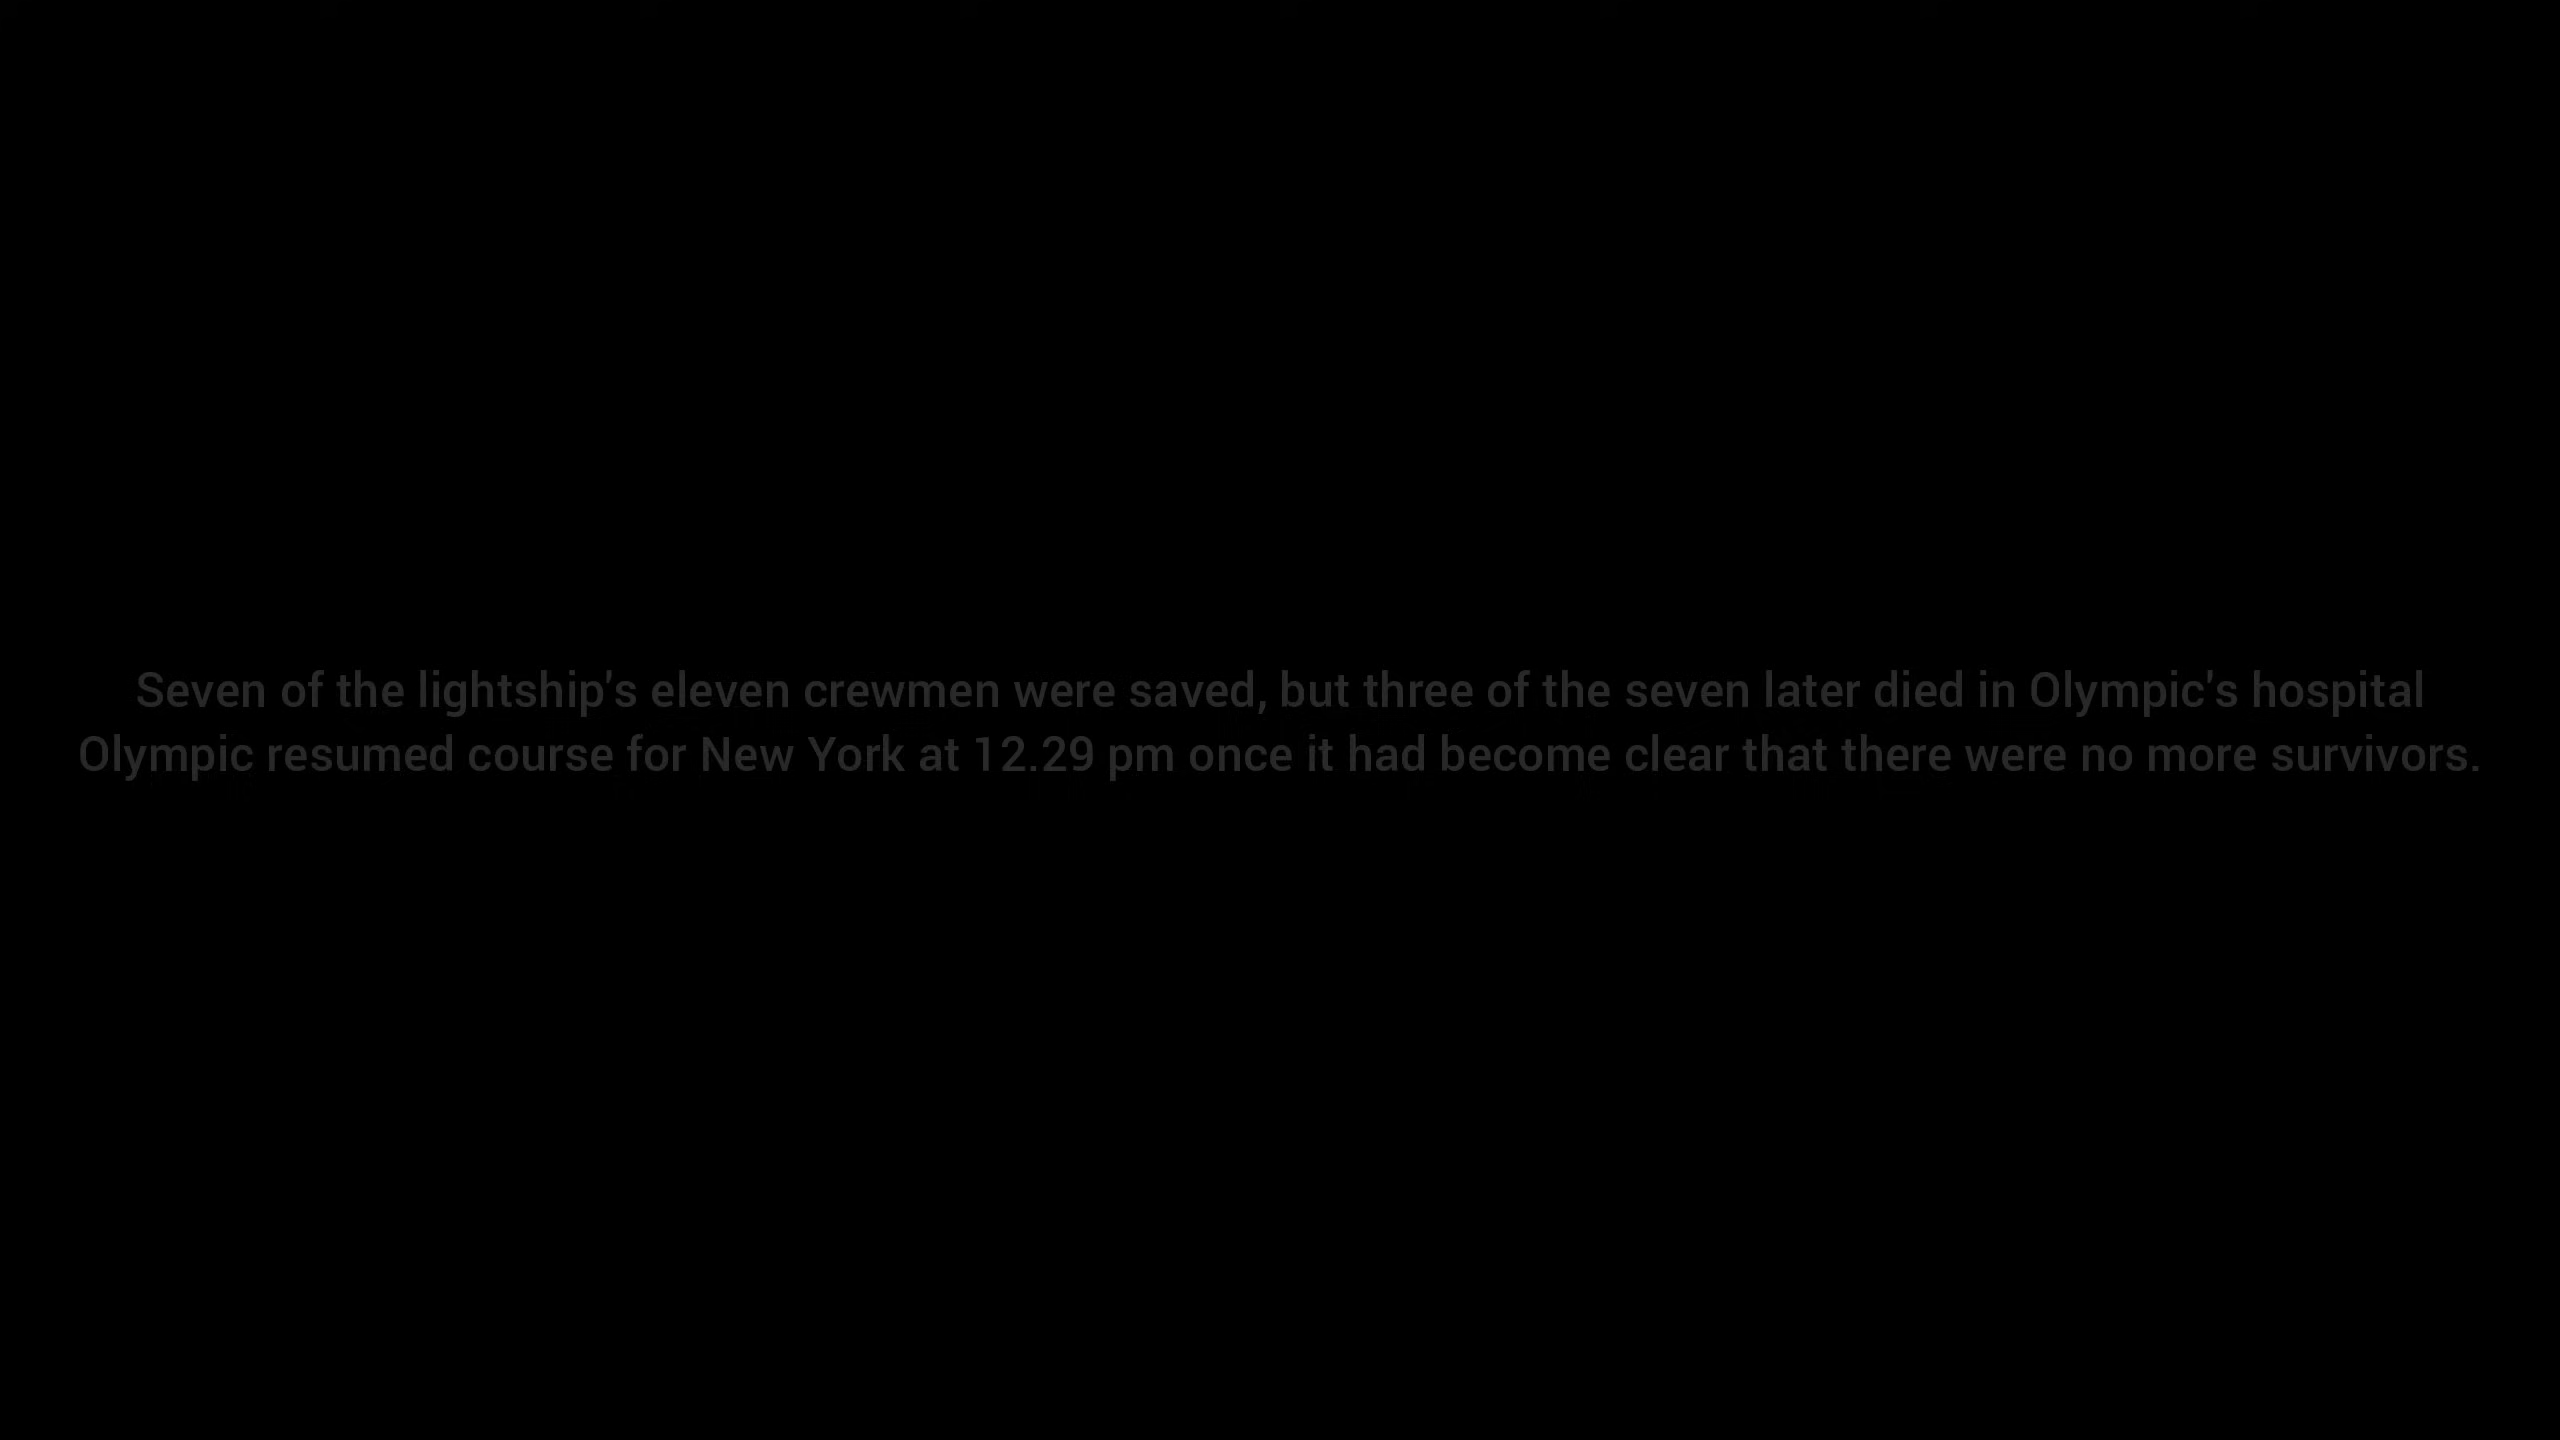 Seven of the lightship's eleven crewmen were saved, but three of the seven later died in Olympic's hospital
Olympic resumed course for New York at 12.29 pm once it had become clear that there were no more survivors.